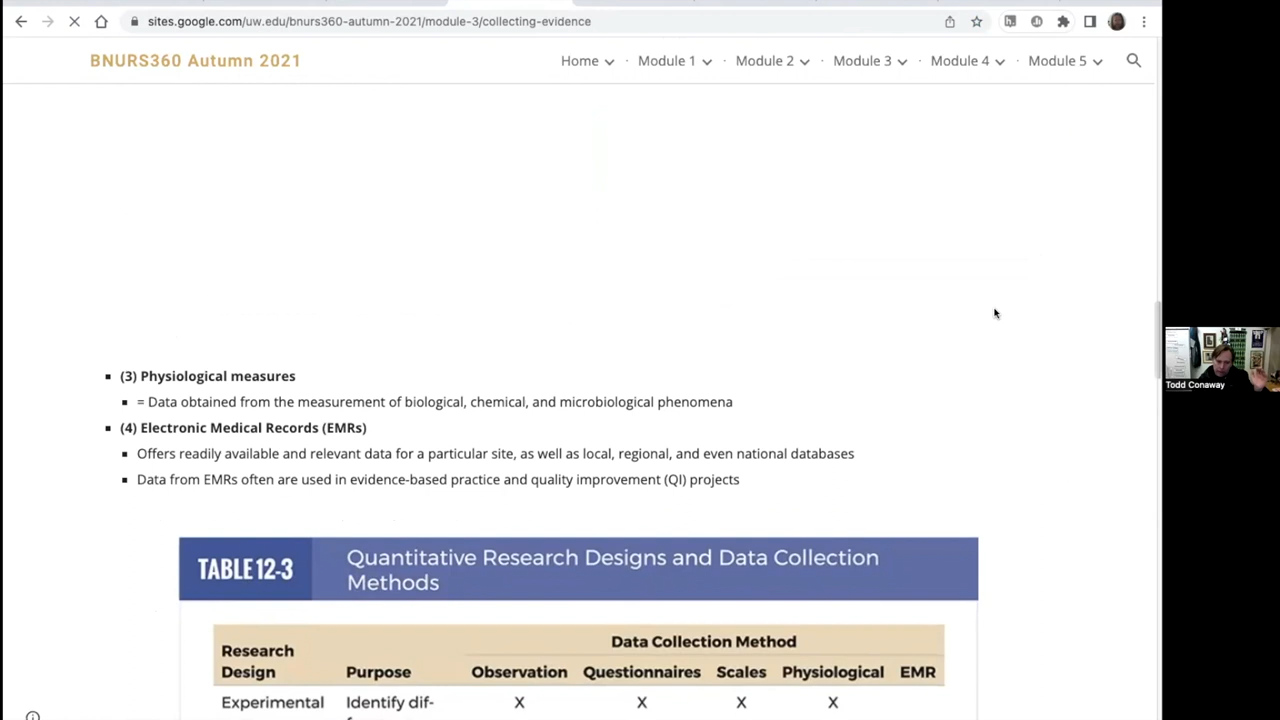 sites.google.com/uw.edu/bnurs360-autumn-2021/module-3/collecting-evidence
BNURS360 Autumn 2021
Home
Module 1
Module 2
Module 3
Module 4
Module 5
(3) Physiological measures
= Data obtained from the measurement of biological, chemical, and microbiological phenomena
(4) Electronic Medical Records (EMRs)
Offers readily available and relevant data for a particular site, as well as local, regional, and even national databases
Data from EMRs often are used in evidence-based practice and quality improvement (QI) projects
Todd Conaway
TABLE 12-3
Quantitative Research Designs and Data Collection
Methods
Data Collection Method
Research
Design
Purpose
Observation
Questionnaires
Scales
Physiological
EMR
Experimental
Identify dif-
X
X
X
X